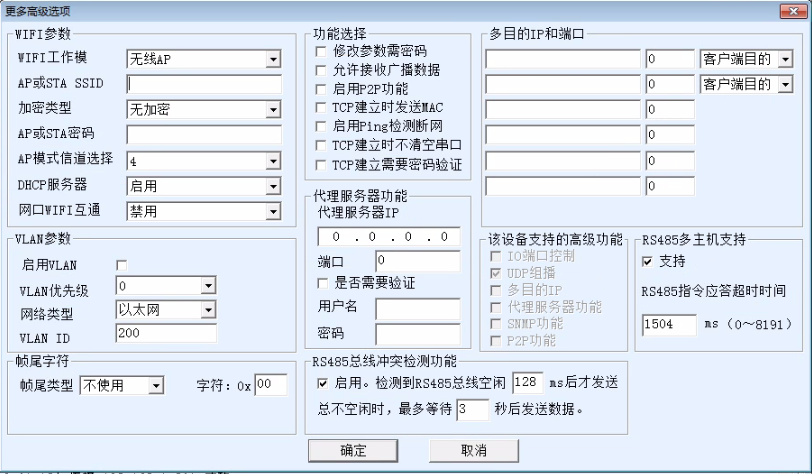 更多高级选项
WIFI参数
WIFI工作模 无线AP
AP或STA SSID
加密类型 无加密
AP或STA密码
AP模式信道选择 4
DHCP服务器 启用
网口WIFI互通 禁用
VLAN参数
启用VLAN
VLAN优先级 0
网络类型 以太网
VLAN ID 200
帧尾字符
帧尾类型 不使用 字符: 0x 00
功能选择
修改参数需密码
允许接收广播数据
启用P2P功能
TCP建立时发送MAC
启用Ping检测断网
TCP建立时不清空串口
TCP建立需要密码验证
代理服务器功能
代理服务器IP
0 . 0 . 0 . 0
端口 0
是否需要验证
用户名
密码
RS485总线冲突检测功能
启用。检测到RS485总线空闲 128 ms后才发送
总不空闲时，最多等待 3 秒后发送数据。
多目的IP和端口
0 客户端目的
0 客户端目的
0
0
0
0
该设备支持的高级功能
IO端口控制
UDP组播
多目的IP
代理服务器功能
SNMP功能
P2P功能
RS485多主机支持
支持
RS485指令应答超时时间
1504 ms（0～8191）
确定 取消